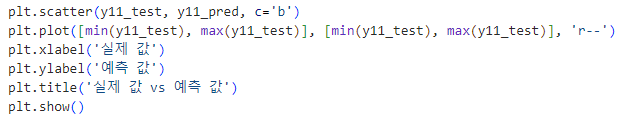 plt.scatter(y11_test, y11_pred, c='b')
plt.plot([min(y11_test), max(y11_test)], [min(y11_test), max(y11_test)], 'r--')
plt.xlabel('실제 값')
plt.ylabel('예측 값')
plt.title('실제 값 vs 예측 값')
plt.show()